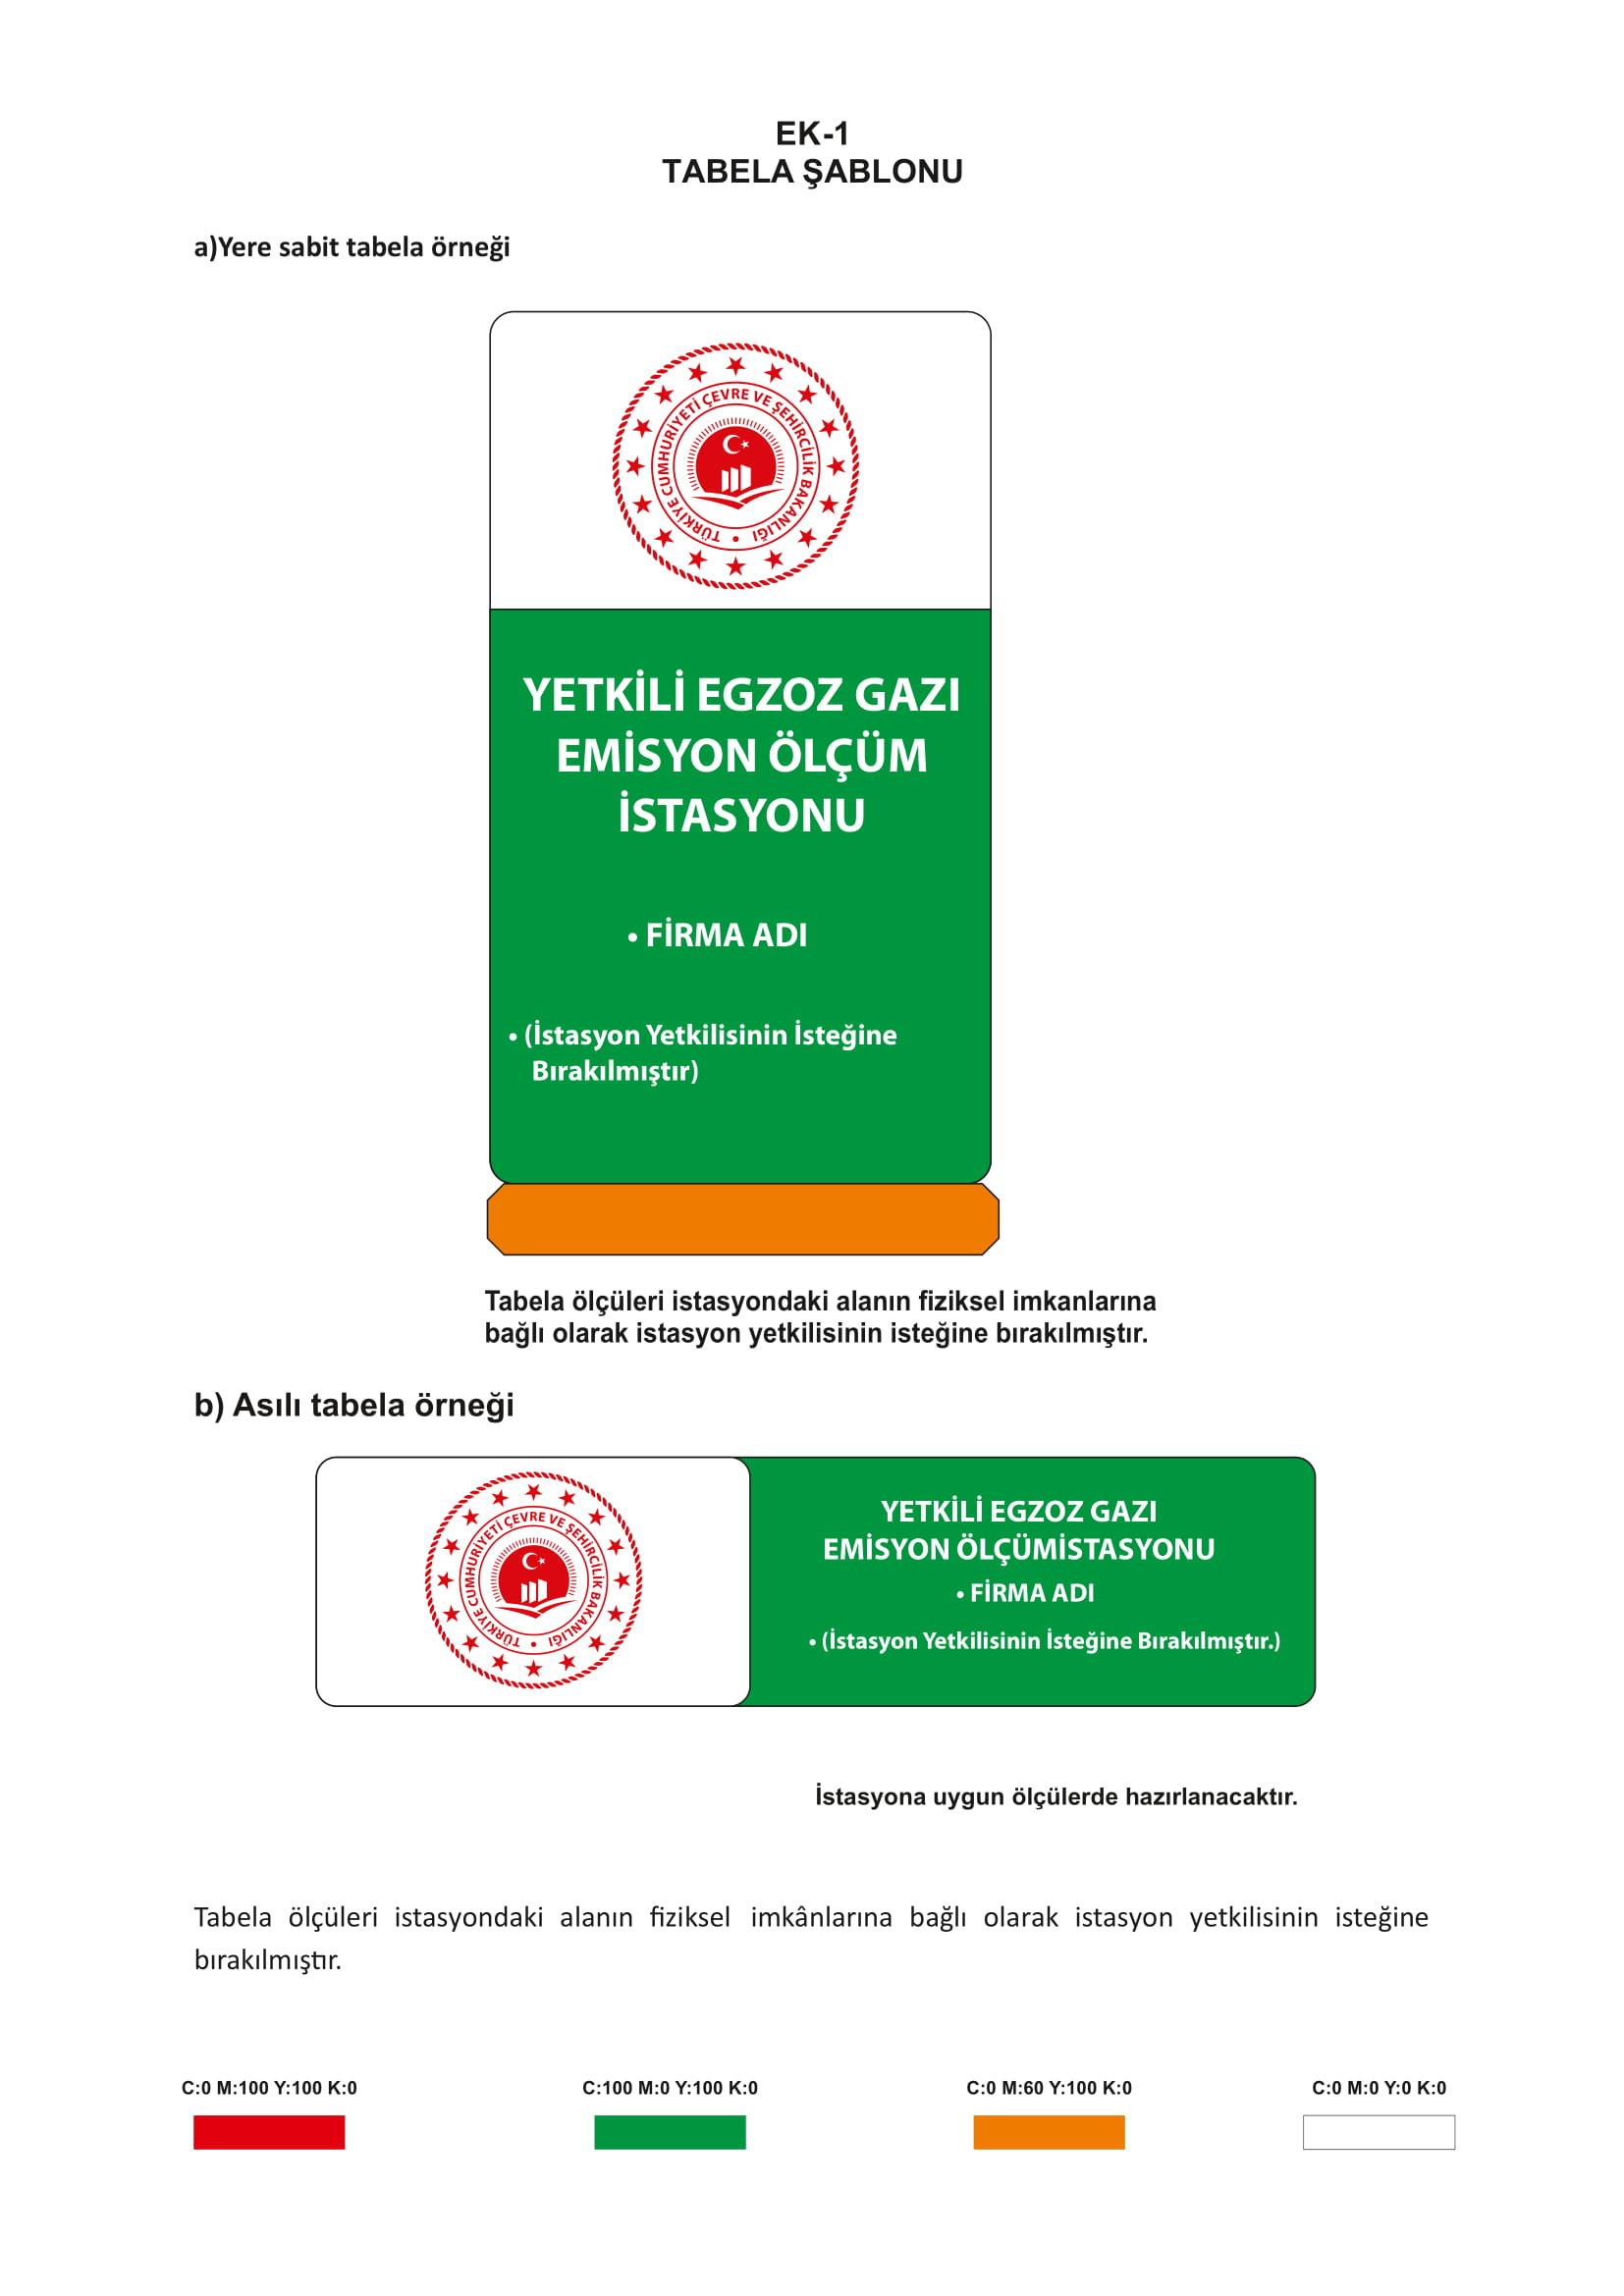 EK-1
TABELA ŞABLONU
a)Yere sabit tabela örneği
TÜRKİYE CUMHURİYETİ ÇEVRE VE ŞEHİRCİLİK BAKANLIĞI •
YETKİLİ EGZOZ GAZI
EMİSYON ÖLÇÜM
İSTASYONU
• FİRMA ADI
• (İstasyon Yetkilisinin İsteğine
Bırakılmıştır)
Tabela ölçüleri istasyondaki alanın fiziksel imkanlarına
bağlı olarak istasyon yetkilisinin isteğine bırakılmıştır.
b) Asılı tabela örneği
TÜRKİYE CUMHURİYETİ ÇEVRE VE ŞEHİRCİLİK BAKANLIĞI •
YETKİLİ EGZOZ GAZI
EMİSYON ÖLÇÜMİSTASYONU
• FİRMA ADI
• (İstasyon Yetkilisinin İsteğine Bırakılmıştır.)
İstasyona uygun ölçülerde hazırlanacaktır.
Tabela ölçüleri istasyondaki alanın fiziksel imkânlarına bağlı olarak istasyon yetkilisinin isteğine
bırakılmıştır.
C:0 M:100 Y:100 K:0
C:100 M:0 Y:100 K:0
C:0 M:60 Y:100 K:0
C:0 M:0 Y:0 K:0